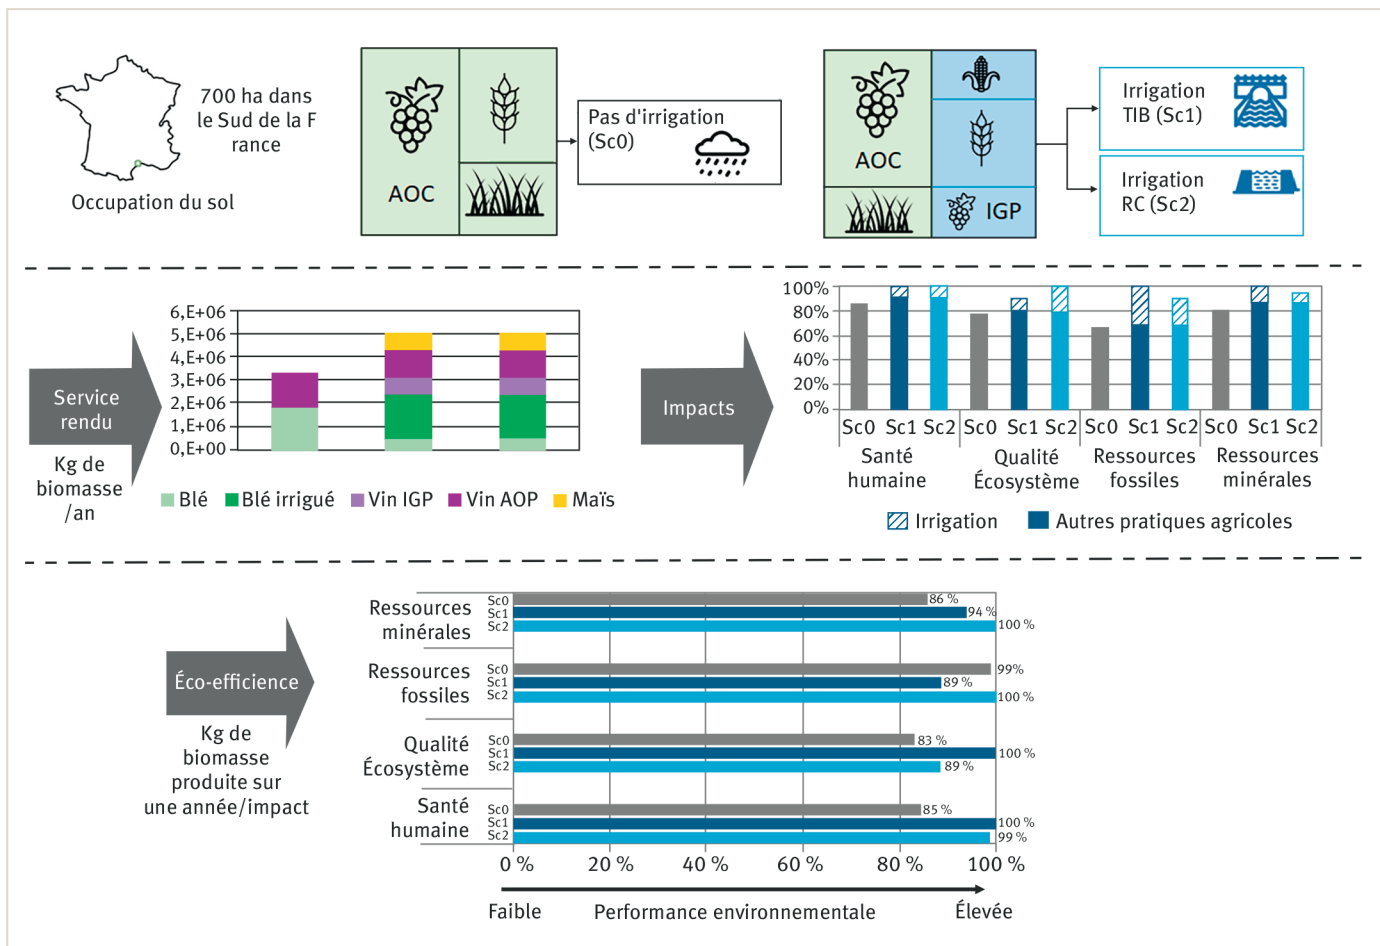 700 ha dans
le Sud de la F
rance
Occupation du sol
AOC
Pas d'irrigation
(Sc0)
AOC
IGP
Irrigation
TIB (Sc1)
Irrigation
RC (Sc2)
Service
rendu
Kg de
biomasse
/an
6,E+06
5,E+06
4,E+06
3,E+06
2,E+06
1,E+06
0,E+00
Blé
Blé irrigué
Vin IGP
Vin AOP
Maïs
Impacts
100%
80%
60%
40%
20%
0%
Sc0 Sc1 Sc2 Sc0 Sc1 Sc2 Sc0 Sc1 Sc2 Sc0 Sc1 Sc2
Santé
humaine
Qualité
Écosystème
Ressources
fossiles
Ressources
minérales
Irrigation
Autres pratiques agricoles
Éco-efficience
Kg de
biomasse
produite sur
une année/impact
Ressources
minérales
Sc0 86 %
Sc1 94 %
Sc2 100 %
Ressources
fossiles
Sc0 99%
Sc1 89 %
Sc2 100 %
Qualité
Écosystème
Sc0 83 %
Sc1 100 %
Sc2 89 %
Santé
humaine
Sc0 85 %
Sc1 100 %
Sc2 99 %
0 % 20 % 40 % 60 % 80 % 100 %
Faible Performance environnementale Élevée